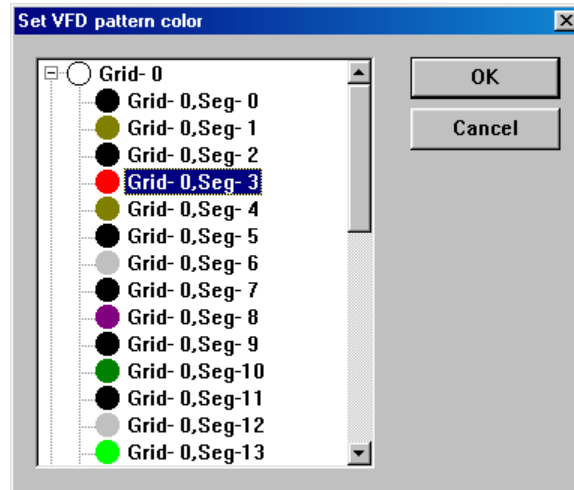 Set VFD pattern color
Grid- 0
Grid- 0,Seg- 0
Grid- 0,Seg- 1
Grid- 0,Seg- 2
Grid- 0,Seg- 3
Grid- 0,Seg- 4
Grid- 0,Seg- 5
Grid- 0,Seg- 6
Grid- 0,Seg- 7
Grid- 0,Seg- 8
Grid- 0,Seg- 9
Grid- 0,Seg-10
Grid- 0,Seg-11
Grid- 0,Seg-12
Grid- 0,Seg-13
OK
Cancel